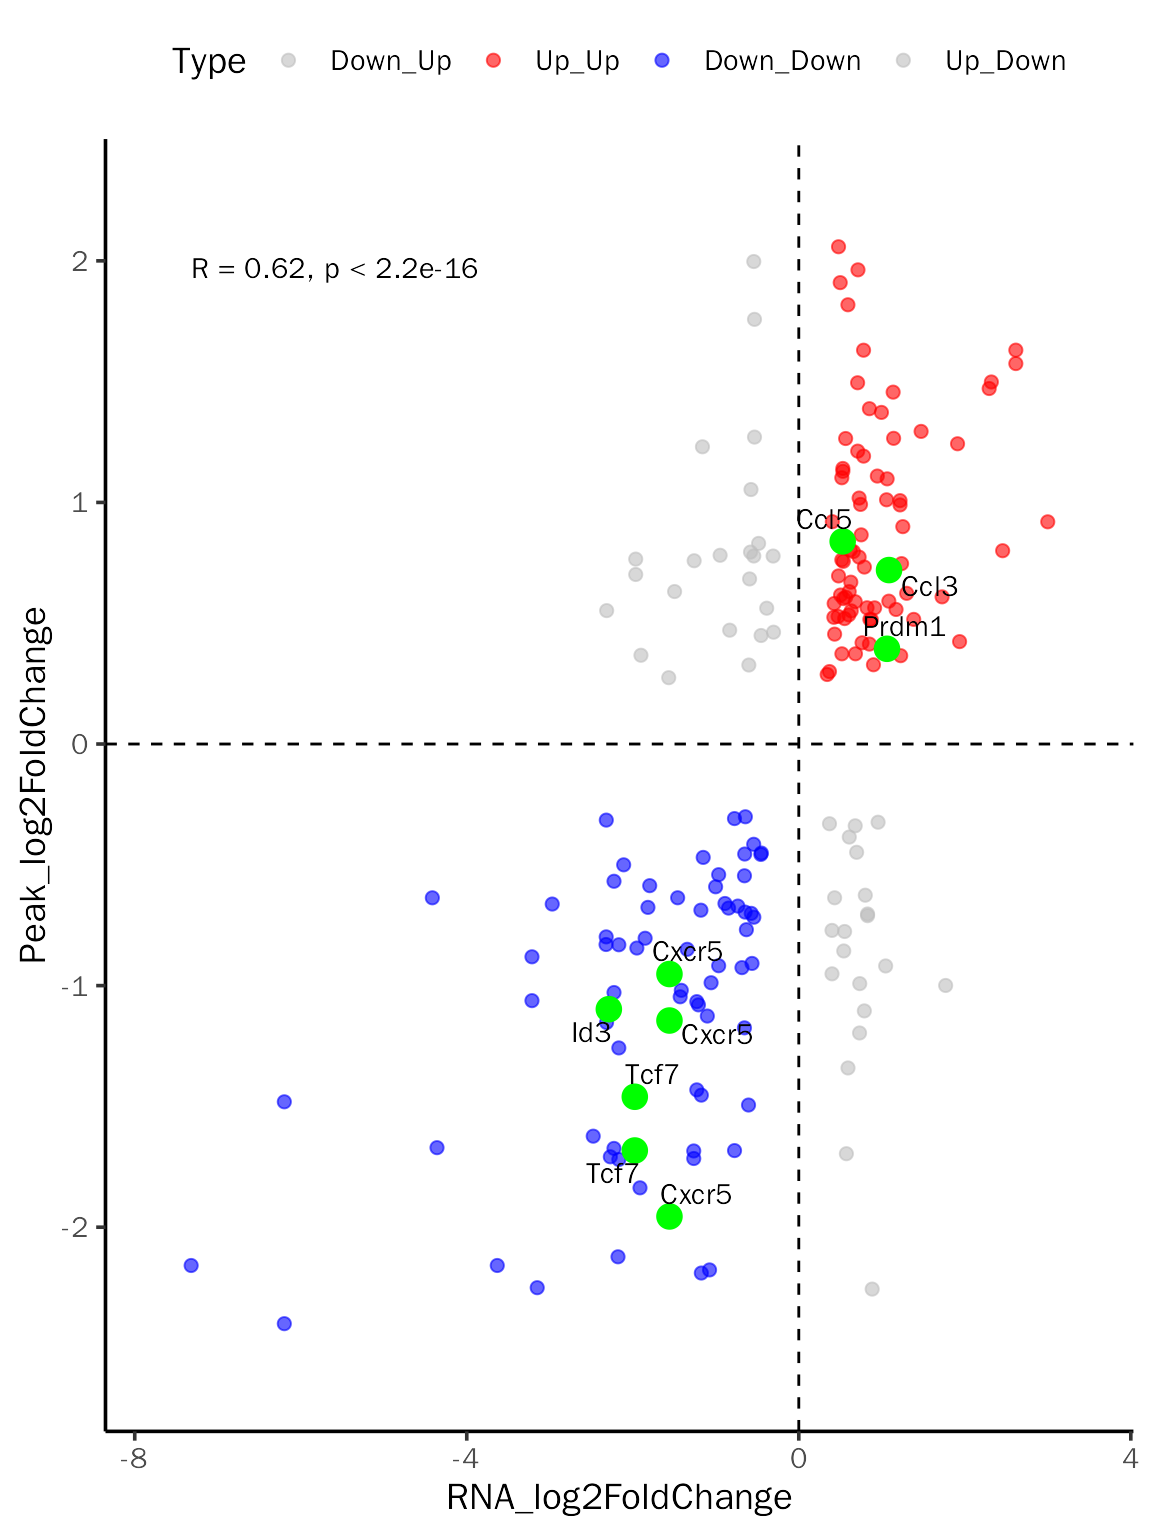 Type Down_Up Up_Up Down_Down Up_Down
Peak_log2FoldChange
2
1
0
-1
-2
R = 0.62, p < 2.2e-16
Ccl5
Ccl3
Prdm1
Cxcr5
Id3
Cxcr5
Tcf7
Tcf7
Cxcr5
-8 -4 0 4
RNA_log2FoldChange